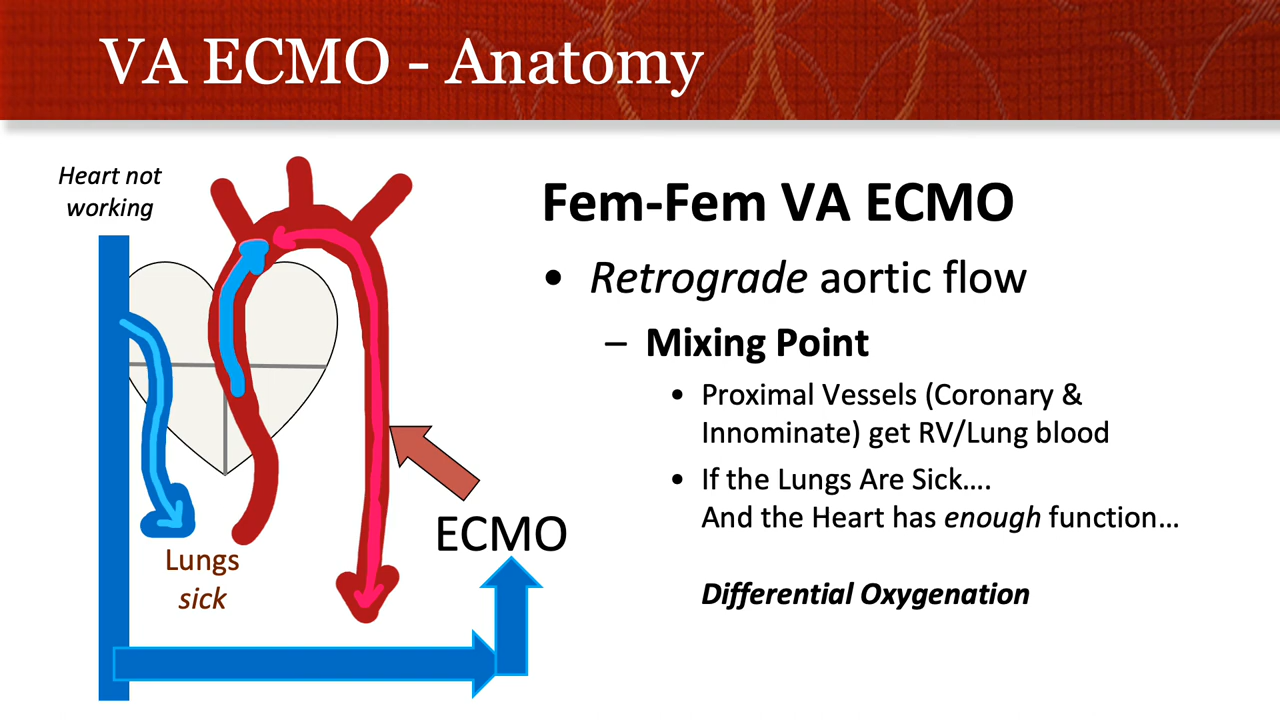 VA ECMO - Anatomy
Heart not
working
Lungs
sick
ECMO
Fem-Fem VA ECMO
• Retrograde aortic flow
– Mixing Point
• Proximal Vessels (Coronary &
Innominate) get RV/Lung blood
• If the Lungs Are Sick....
And the Heart has enough function...
Differential Oxygenation